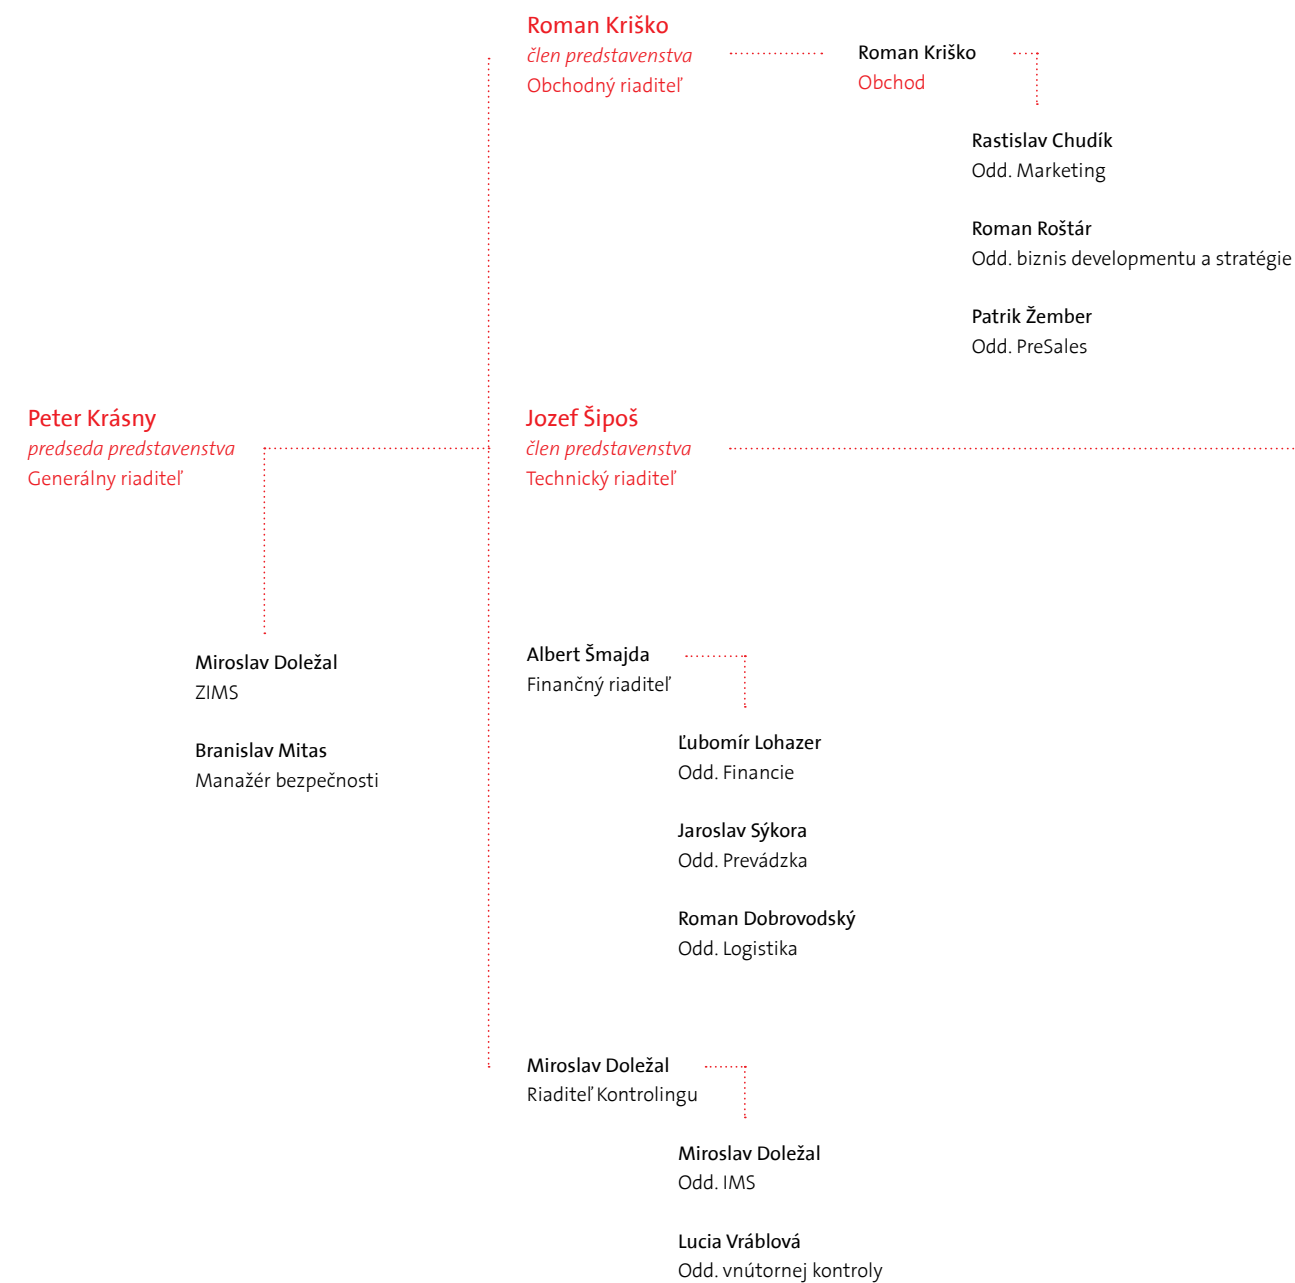 Roman Kriško
člen predstavenstva
Obchodný riaditeľ
Roman Kriško
Obchod
Rastislav Chudík
Odd. Marketing
Roman Roštár
Odd. biznis developmentu a stratégie
Patrik Žember
Odd. PreSales
Peter Krásny
predseda predstavenstva
Generálny riaditeľ
Jozef Šipoš
člen predstavenstva
Technický riaditeľ
Miroslav Doležal
ZIMS
Branislav Mitas
Manažér bezpečnosti
Albert Šmajda
Finančný riaditeľ
Ľubomír Lohazer
Odd. Financie
Jaroslav Sýkora
Odd. Prevádzka
Roman Dobrovodský
Odd. Logistika
Miroslav Doležal
Riaditeľ Kontrolingu
Miroslav Doležal
Odd. IMS
Lucia Vráblová
Odd. vnútornej kontroly